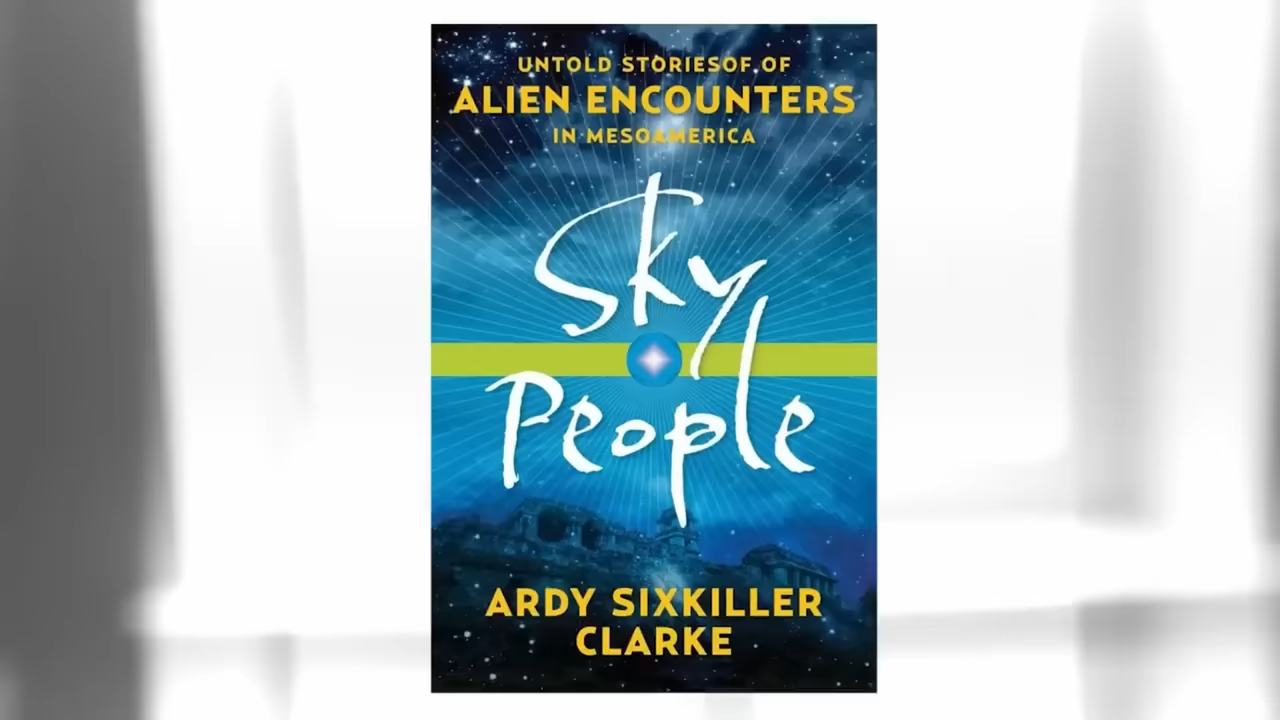 UNTOLD STORIESOF OF
ALIEN ENCOUNTERS
IN MESOAMERICA
Sky
People
ARDY SIXKILLER
CLARKE